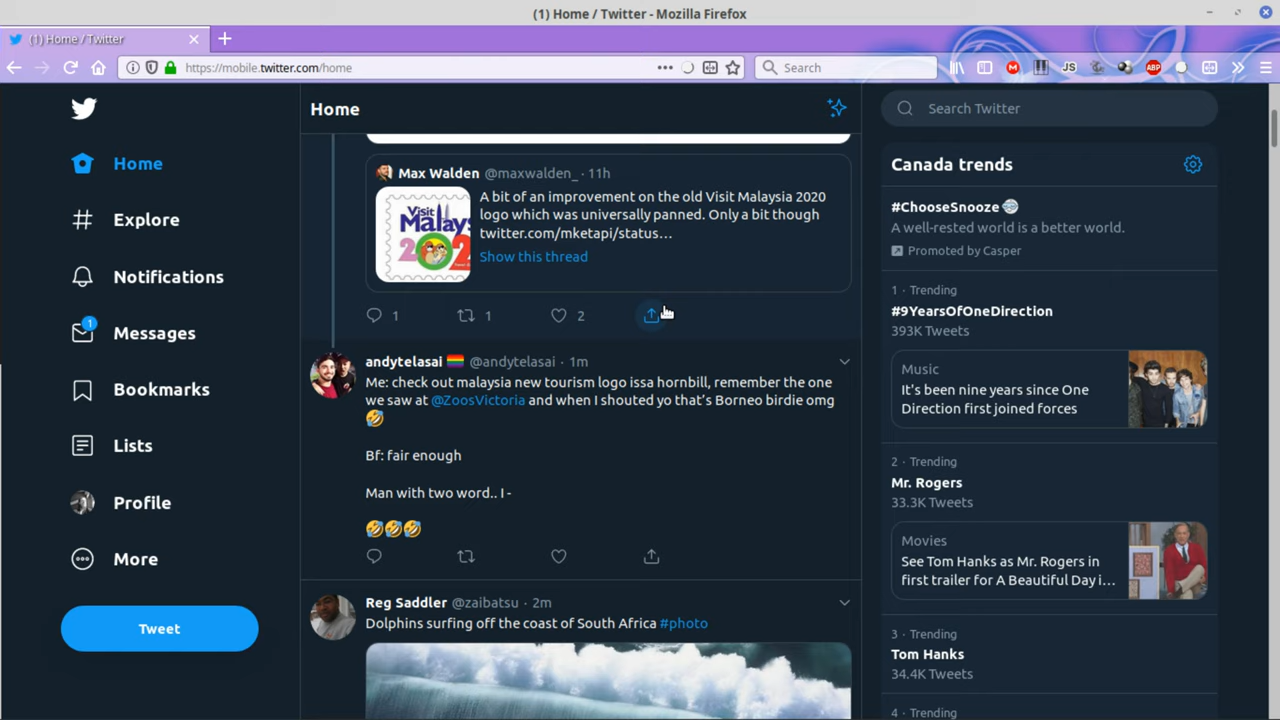 (1) Home / Twitter - Mozilla Firefox
(1) Home / Twitter
https://mobile.twitter.com/home
Search
JS
ABP
Home
Explore
Notifications
1
Messages
Bookmarks
Lists
Profile
More
Tweet
Home
Max Walden @maxwalden_ · 11h
A bit of an improvement on the old Visit Malaysia 2020
logo which was universally panned. Only a bit though
twitter.com/mketapi/status…
Show this thread
Visit
Malays
1
1
2
andytelasai 🏳️‍🌈 @andytelasai · 1m
Me: check out malaysia new tourism logo issa hornbill, remember the one
we saw at @ZoosVictoria and when I shouted yo that's Borneo birdie omg
🤣
Bf: fair enough
Man with two word.. I -
🤣🤣🤣
Reg Saddler @zaibatsu · 2m
Dolphins surfing off the coast of South Africa #photo
Search Twitter
Canada trends
#ChooseSnooze
A well-rested world is a better world.
Promoted by Casper
1 · Trending
#9YearsOfOneDirection
393K Tweets
Music
It's been nine years since One
Direction first joined forces
2 · Trending
Mr. Rogers
33.3K Tweets
Movies
See Tom Hanks as Mr. Rogers in
first trailer for A Beautiful Day i…
3 · Trending
Tom Hanks
34.4K Tweets
4 · Trending